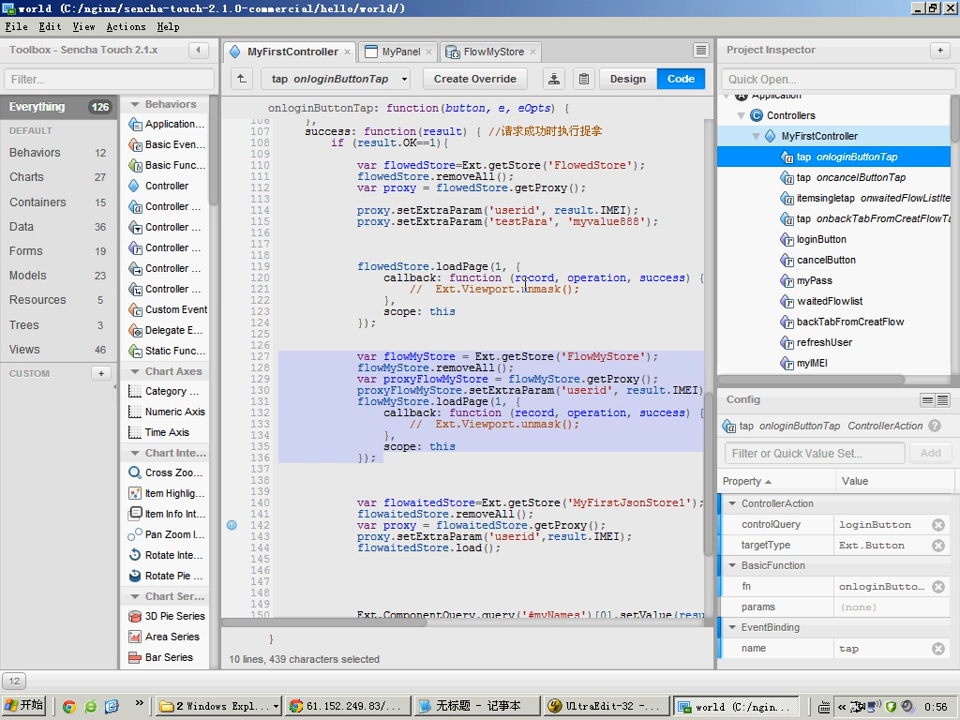 world (C:/nginx/sencha-touch-2.1.0-commercial/hello/world/)
File Edit View Actions Help
Toolbox - Sencha Touch 2.1.x
Filter...
Everything 126
DEFAULT
Behaviors 12
Charts 27
Containers 15
Data 36
Forms 19
Models 23
Resources 5
Trees 3
Views 46
CUSTOM +
Behaviors
Application...
Basic Even...
Basic Func...
Controller
Controller ...
Controller ...
Controller ...
Controller ...
Controller ...
Custom Event
Delegate E...
Static Func...
Chart Axes
Category ...
Numeric Axis
Time Axis
Chart Inte...
Cross Zoo...
Item Highlig...
Item Info Int...
Pan Zoom I...
Rotate Inte...
Rotate Pie ...
Chart Ser...
3D Pie Series
Area Series
Bar Series
MyFirstController × MyPanel × FlowMyStore ×
tap onloginButtonTap Create Override Design Code
onloginButtonTap: function(button, e, eOpts) {
106 },
107 success: function(result) { //请求成功时执行捉拿
108 if (result.OK==1){
109
110 var flowedStore=Ext.getStore('FlowedStore');
111 flowedStore.removeAll();
112 var proxy = flowedStore.getProxy();
113
114 proxy.setExtraParam('userid', result.IMEI);
115 proxy.setExtraParam('testPara', 'myvalue888');
116
117
118
119 flowedStore.loadPage(1, {
120 callback: function (record, operation, success) {
121 // Ext.Viewport.unmask();
122 },
123 scope: this
124 });
125
126
127 var flowMyStore = Ext.getStore('FlowMyStore');
128 flowMyStore.removeAll();
129 var proxyFlowMyStore = flowMyStore.getProxy();
130 proxyFlowMyStore.setExtraParam('userid', result.IMEI)
131 flowMyStore.loadPage(1, {
132 callback: function (record, operation, success) {
133 // Ext.Viewport.unmask();
134 },
135 scope: this
136 });
137
138
139
140 var flowaitedStore=Ext.getStore('MyFirstJsonStore1');
141 flowaitedStore.removeAll();
142 var proxy = flowaitedStore.getProxy();
143 proxy.setExtraParam('userid',result.IMEI);
144 flowaitedStore.load();
145
146
147
148
149
150 Ext.ComponentQuery.query('#myNames')[0].setValue(resu
}
10 lines, 439 characters selected
Project Inspector +
Quick Open...
Application
Controllers
MyFirstController
tap onloginButtonTap
tap oncancelButtonTap
itemsingletap onwaitedFlowListIte
tap onbackTabFromCreatFlowTa
loginButton
cancelButton
myPass
waitedFlowlist
backTabFromCreatFlow
refreshUser
myIMEI
Config
tap onloginButtonTap ControllerAction ?
Filter or Quick Value Set... Add
Property Value
ControllerAction
controlQuery loginButton
targetType Ext.Button
BasicFunction
fn onloginButto...
params (none)
EventBinding
name tap
12
开始 » 2 Windows Expl... 61.152.249.83/... 无标题 - 记事本 UltraEdit-32 - ... world (C:/ngin... « 0:56